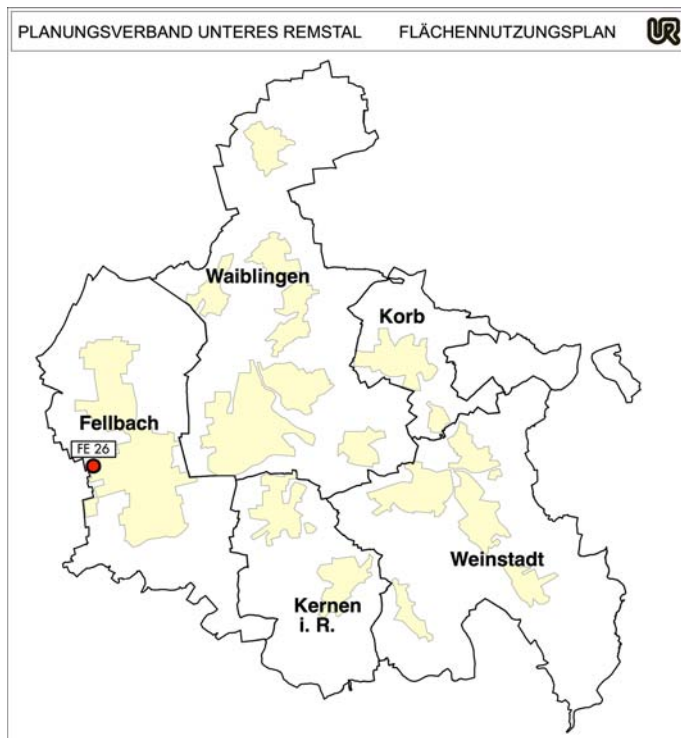 PLANUNGSVERBAND UNTERES REMSTAL FLÄCHENNUTZUNGSPLAN UR
Waiblingen
Korb
Fellbach
FE 26
Weinstadt
Kernen
i. R.